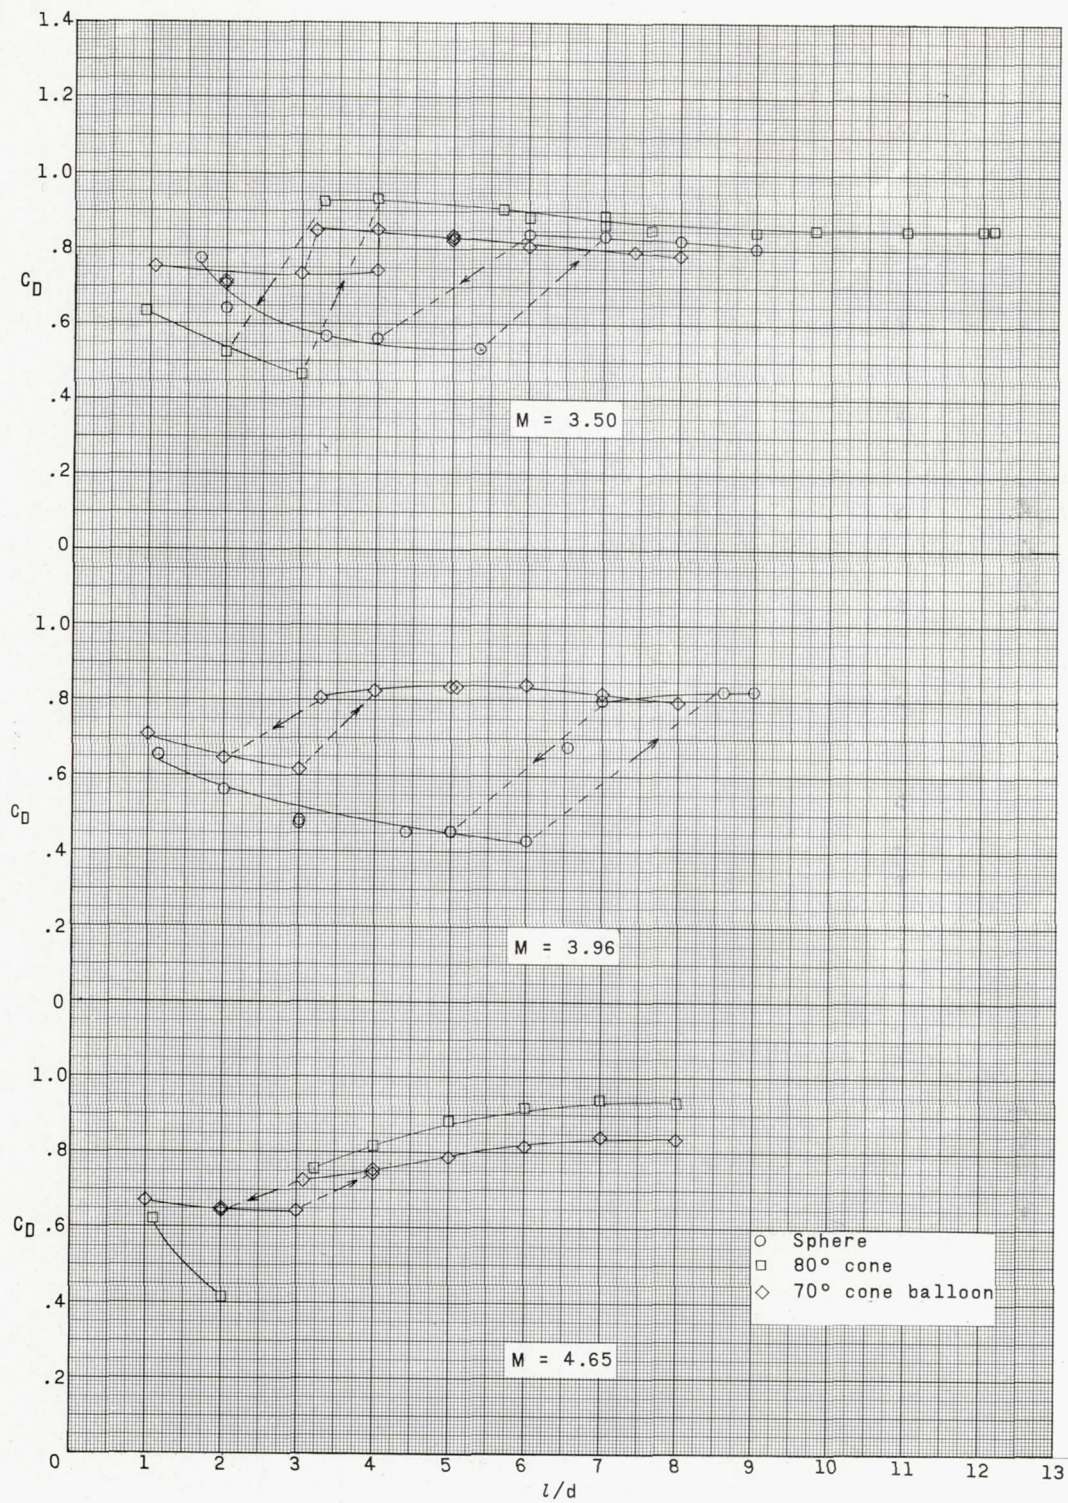 1.4
1.2
1.0
.8
C_D
.6
.4
M = 3.50
.2
0
1.0
.8
.6
C_D
.4
.2
M = 3.96
0
1.0
.8
C_D .6
Sphere
80° cone
70° cone balloon
.4
M = 4.65
.2
0
0 1 2 3 4 5 6 7 8 9 10 11 12 13
l/d